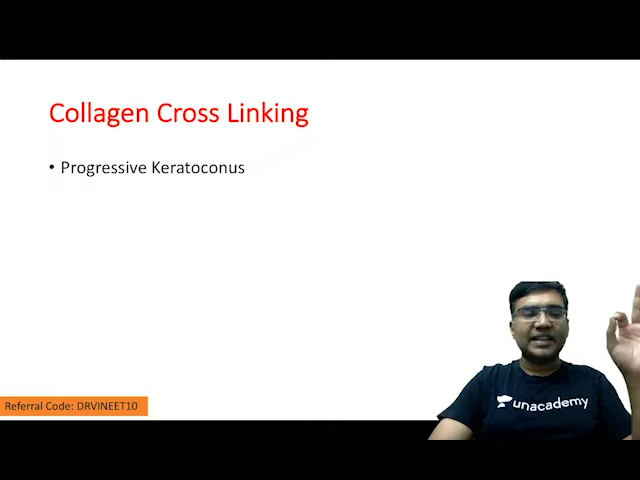 Collagen Cross Linking
• Progressive Keratoconus
unacademy
Referral Code: DRVINEET10